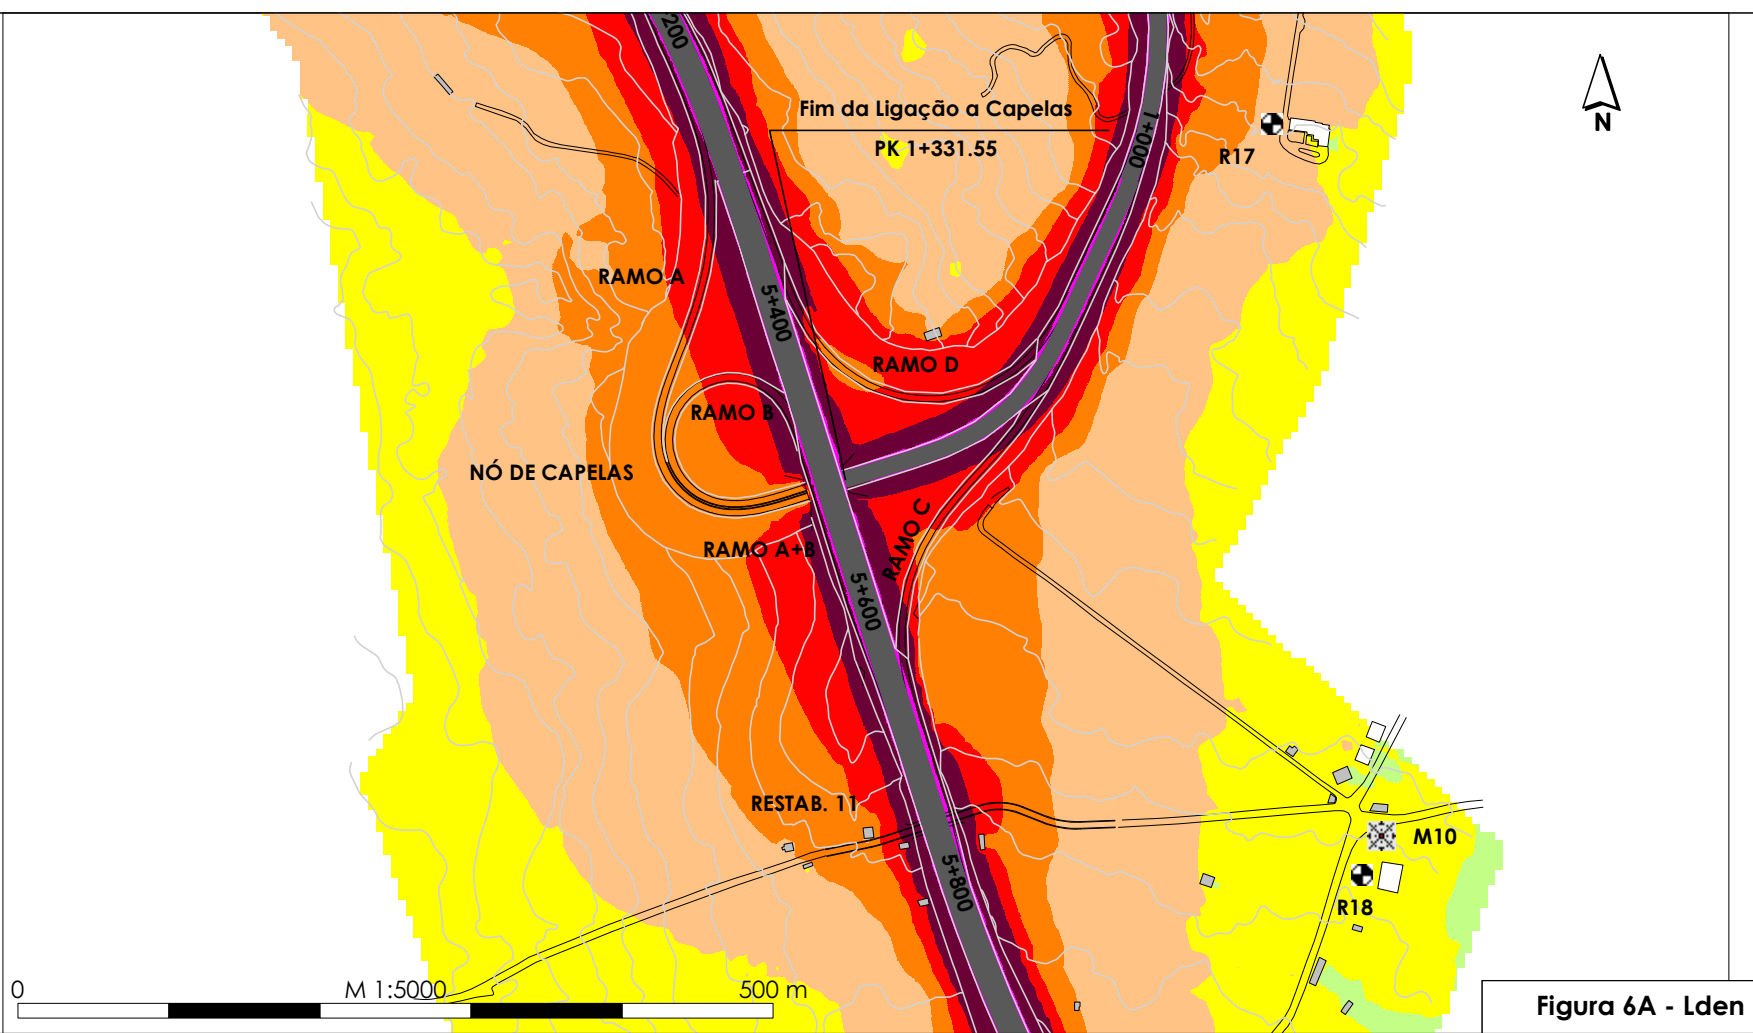 +200
Fim da Ligação a Capelas
PK 1+331.55
1+000
R17
N
RAMO A
5+400
RAMO D
RAMO B
NÓ DE CAPELAS
RAMO C
RAMO A+B
5+600
RESTAB. 11
M10
5+800
R18
0
M 1:5000
500 m
Figura 6A - Lden